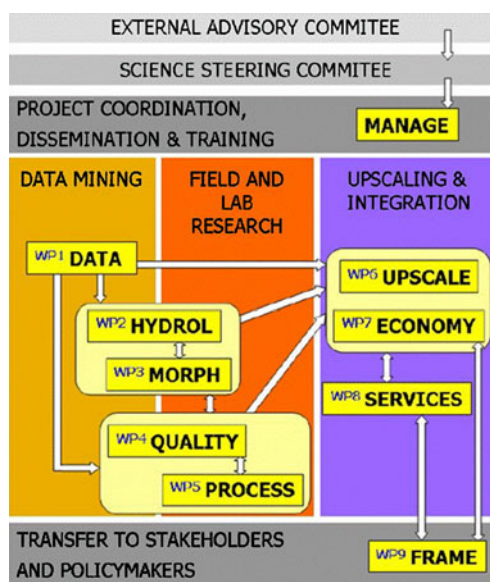 EXTERNAL ADVISORY COMMITEE
SCIENCE STEERING COMMITEE
PROJECT COORDINATION,
DISSEMINATION & TRAINING
MANAGE
DATA MINING
FIELD AND
LAB
RESEARCH
UPSCALING &
INTEGRATION
WP1 DATA
WP6 UPSCALE
WP2 HYDROL
WP7 ECONOMY
WP3 MORPH
WP8 SERVICES
WP4 QUALITY
WP5 PROCESS
TRANSFER TO STAKEHOLDERS
AND POLICYMAKERS
WP9 FRAME